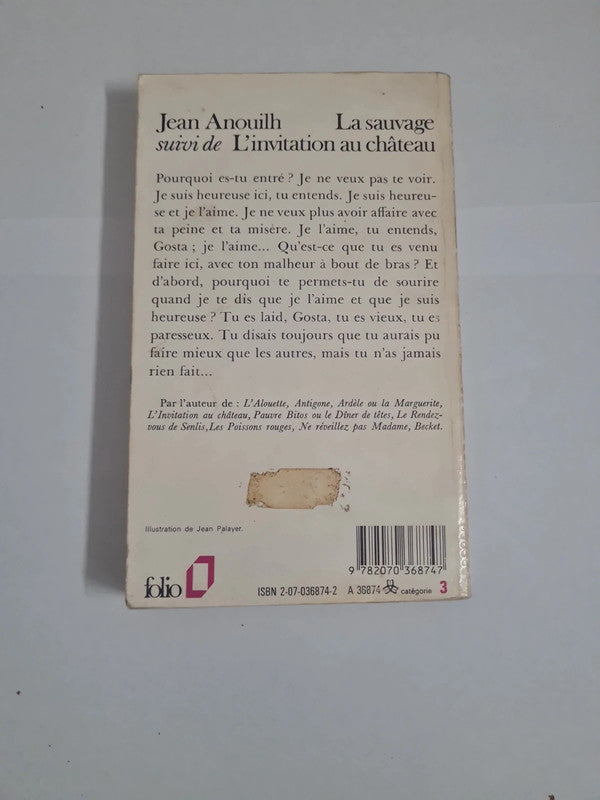 Jean Anouilh La sauvage
suivi de L'invitation au château
Pourquoi es-tu entré ? Je ne veux pas te voir.
Je suis heureuse ici, tu entends. Je suis heureu-
se et je l'aime. Je ne veux plus avoir affaire avec
ta peine et ta misère. Je l'aime, tu entends,
Gosta ; je l'aime... Qu'est-ce que tu es venu
faire ici, avec ton malheur à bout de bras ? Et
d'abord, pourquoi te permets-tu de sourire
quand je te dis que je l'aime et que je suis
heureuse ? Tu es laid, Gosta, tu es vieux, tu es
paresseux. Tu disais toujours que tu aurais pu
faire mieux que les autres, mais tu n'as jamais
rien fait...
Par l'auteur de : L'Alouette, Antigone, Ardèle ou la Marguerite,
L'Invitation au château, Pauvre Bitos ou le Dîner de têtes, Le Rendez-
vous de Senlis, Les Poissons rouges, Ne réveillez pas Madame, Becket.
Illustration de Jean Palayer.
9 782070 368747
folio
ISBN 2-07-036874-2 A 36874 catégorie 3